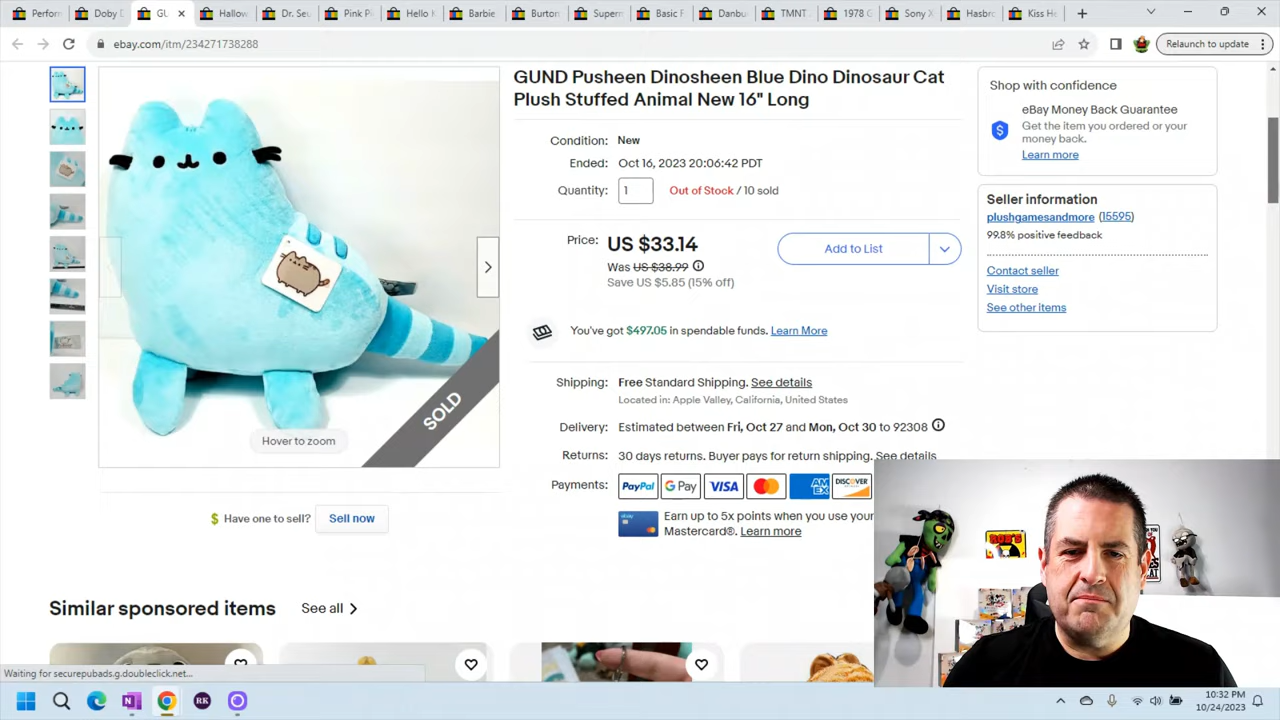 Perforn
Doby D
GU
Hallow
Dr. Seu
Pink Pa
Hello K
Barbie
Burton
Superm
Basic F
Danbu
TMNT
1978 G
Sony X
Hasbro
Kiss He
ebay.com/itm/234271738288
Relaunch to update
GUND Pusheen Dinosheen Blue Dino Dinosaur Cat
Plush Stuffed Animal New 16" Long
Condition: New
Ended: Oct 16, 2023 20:06:42 PDT
Quantity: 1 Out of Stock / 10 sold
Price: US $33.14
Was US $38.99
Save US $5.85 (15% off)
Add to List
You've got $497.05 in spendable funds. Learn More
Shipping: Free Standard Shipping. See details
Located in: Apple Valley, California, United States
Delivery: Estimated between Fri, Oct 27 and Mon, Oct 30 to 92308
Returns: 30 days returns. Buyer pays for return shipping. See details
Payments: PayPal G Pay VISA AM EX DISCOVER
Earn up to 5x points when you use your
Mastercard®. Learn more
SOLD
Hover to zoom
Have one to sell? Sell now
Shop with confidence
eBay Money Back Guarantee
Get the item you ordered or your
money back.
Learn more
Seller information
plushgamesandmore (15595)
99.8% positive feedback
Contact seller
Visit store
See other items
Similar sponsored items See all
Waiting for securepubads.g.doubleclick.net...
ROB'S
RK
10:32 PM
10/24/2023